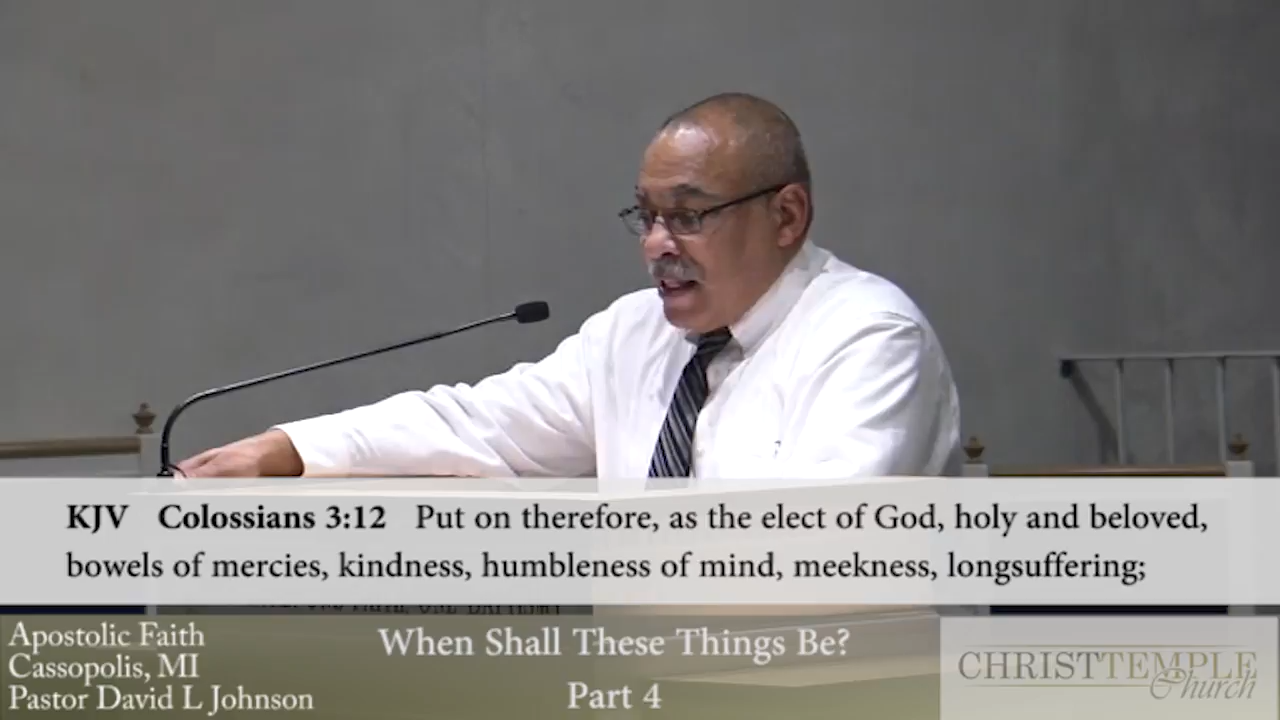 KJV Colossians 3:12 Put on therefore, as the elect of God, holy and beloved,
bowels of mercies, kindness, humbleness of mind, meekness, longsuffering;
Apostolic Faith
Cassopolis, MI
Pastor David L Johnson
When Shall These Things Be?
Part 4
CHRISTTEMPLE
Church